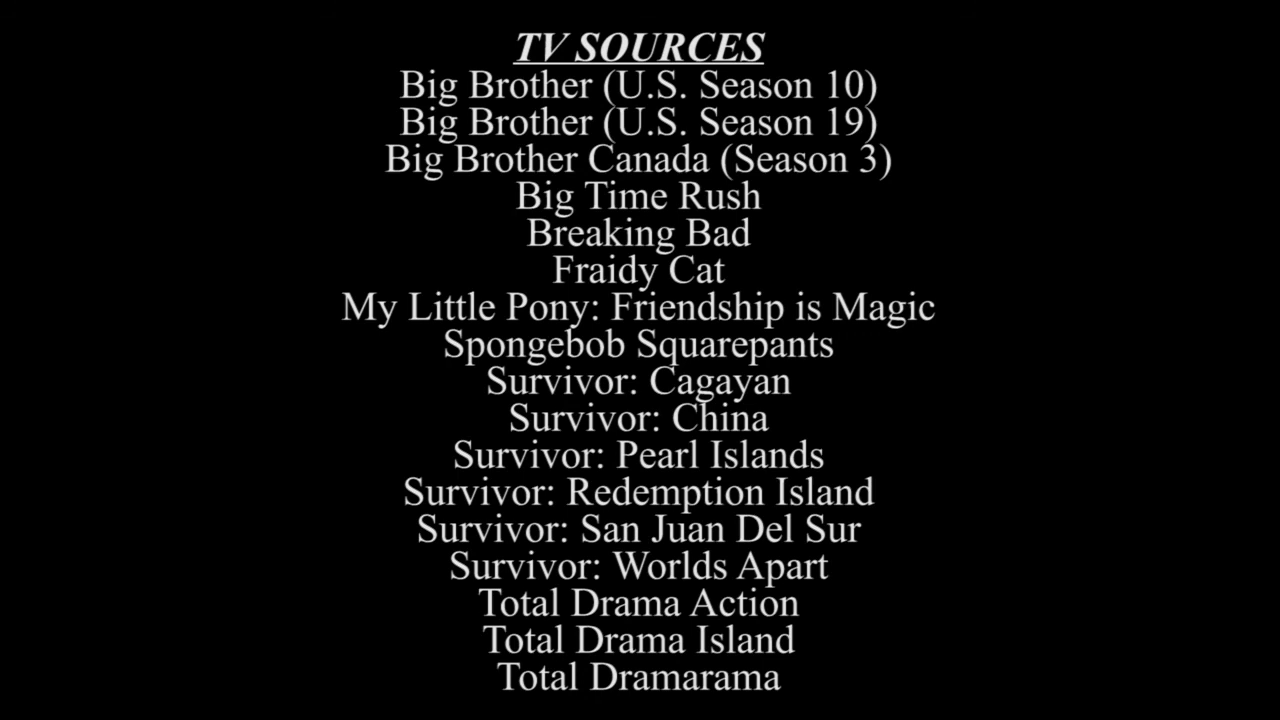 TV SOURCES
Big Brother (U.S. Season 10)
Big Brother (U.S. Season 19)
Big Brother Canada (Season 3)
Big Time Rush
Breaking Bad
Fraidy Cat
My Little Pony: Friendship is Magic
Spongebob Squarepants
Survivor: Cagayan
Survivor: China
Survivor: Pearl Islands
Survivor: Redemption Island
Survivor: San Juan Del Sur
Survivor: Worlds Apart
Total Drama Action
Total Drama Island
Total Dramarama